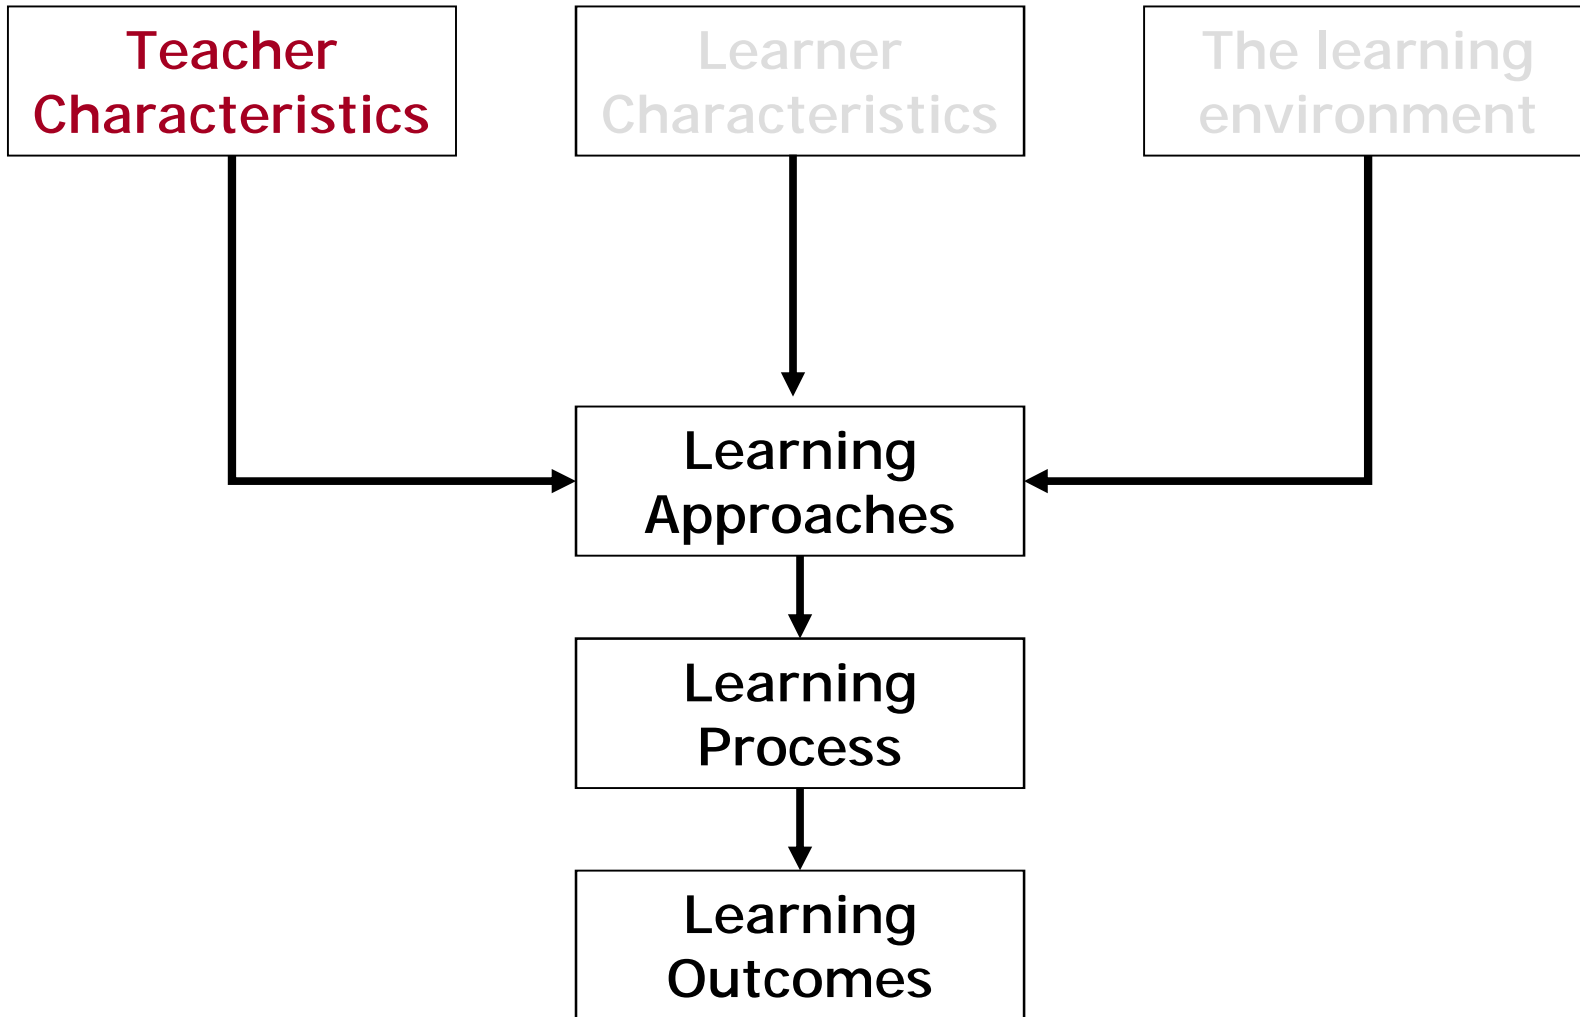 Teacher
Characteristics
Learner
Characteristics
The learning
environment
Learning
Approaches
Learning
Process
Learning
Outcomes